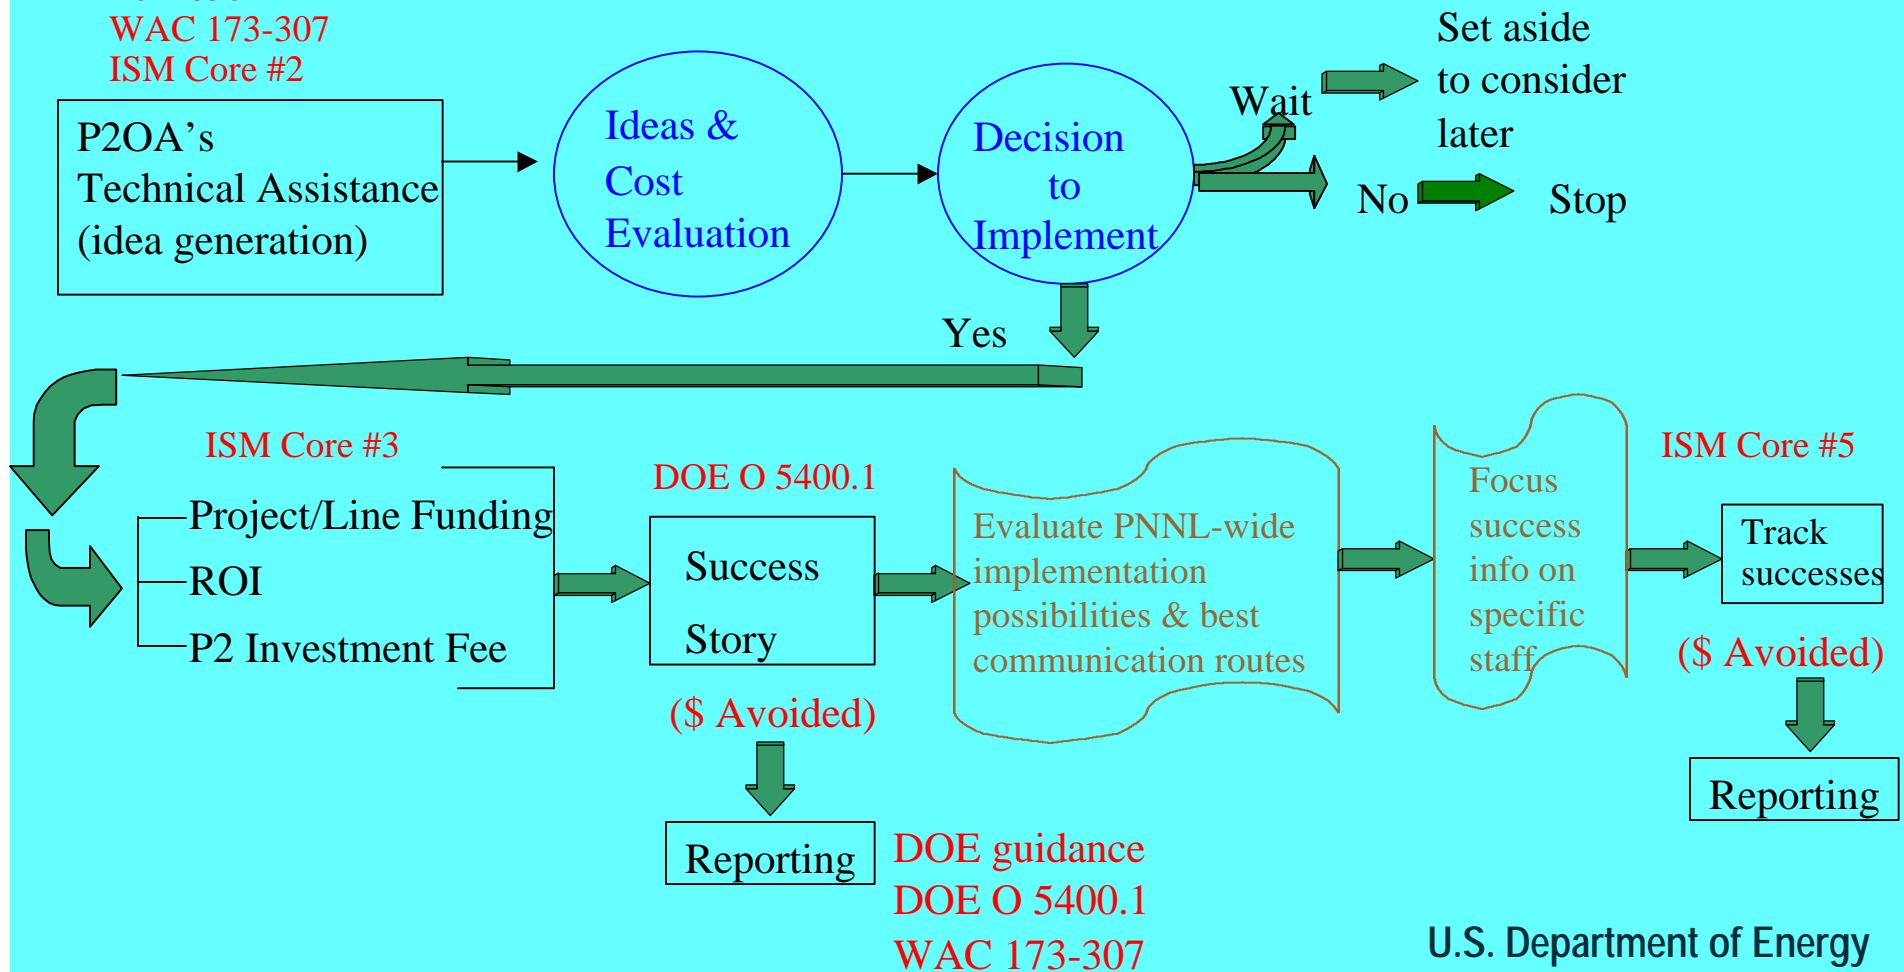 WAC 173-307
ISM Core #2
P2OA's
Technical Assistance
(idea generation)
Ideas &
Cost
Evaluation
Decision
to
Implement
Wait
Set aside
to consider
later
No
Stop
Yes
ISM Core #3
Project/Line Funding
ROI
P2 Investment Fee
DOE O 5400.1
Success
Story
($ Avoided)
Reporting
DOE guidance
DOE O 5400.1
WAC 173-307
Evaluate PNNL-wide
implementation
possibilities & best
communication routes
Focus
success
info on
specific
staff
ISM Core #5
Track
successes
($ Avoided)
Reporting
U.S. Department of Energy